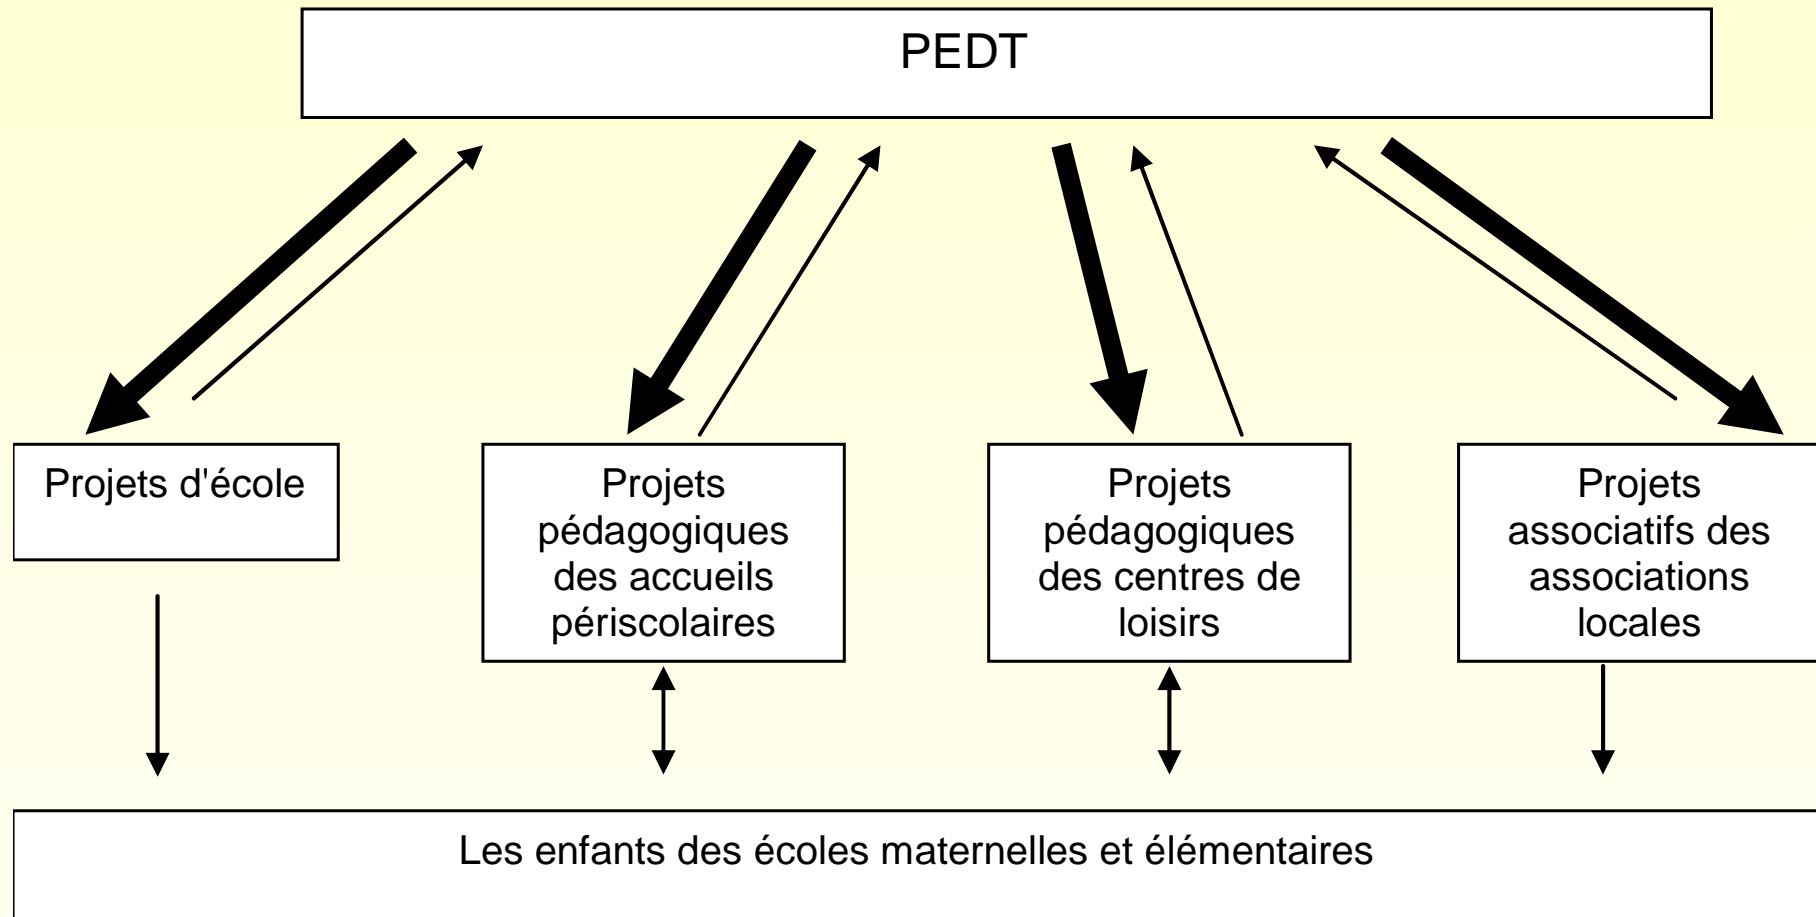 PEDT
Projets d'école
Projets
pédagogiques
des accueils
périscolaires
Projets
pédagogiques
des centres de
loisirs
Projets
associatifs des
associations
locales
Les enfants des écoles maternelles et élémentaires